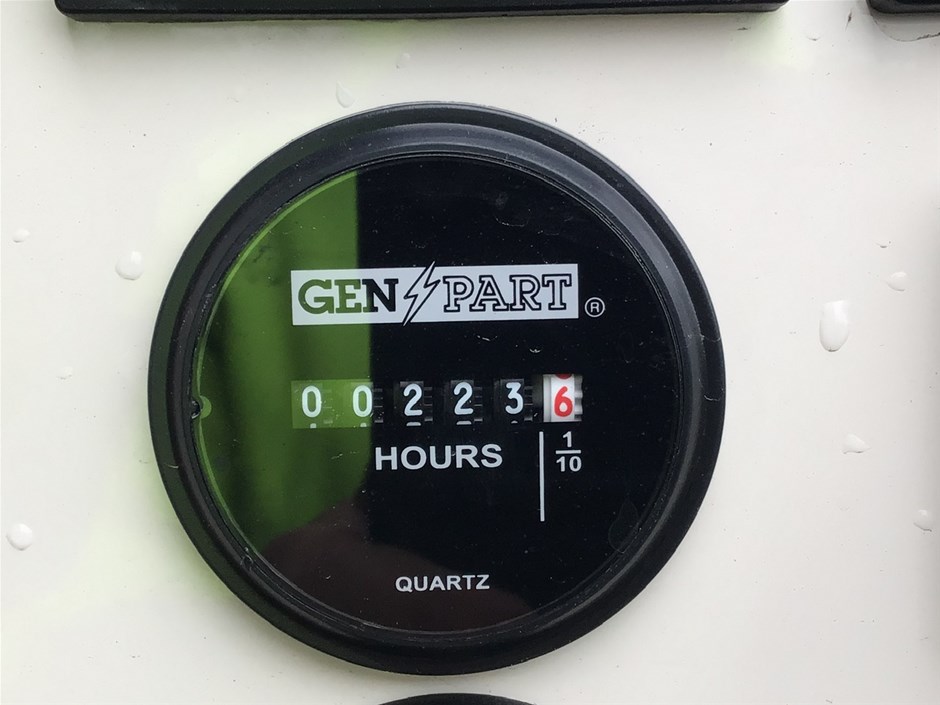 GEN PART ®
0 0 2 2 3 6
HOURS 1/10
QUARTZ